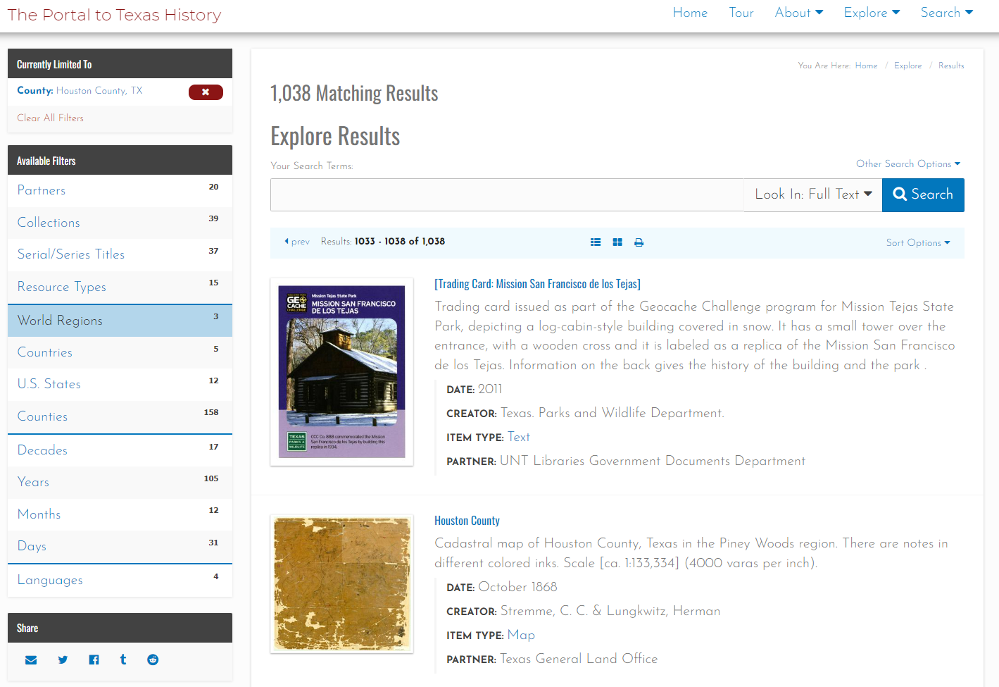 The Portal to Texas History
Home Tour About Explore Search
Currently Limited To
County: Houston County, TX
Clear All Filters
Available Filters
Partners 20
Collections 39
Serial/Series Titles 37
Resource Types 15
World Regions 3
Countries 5
U.S. States 12
Counties 158
Decades 17
Years 105
Months 12
Days 31
Languages 4
Share
You Are Here: Home / Explore / Results
1,038 Matching Results
Explore Results
Your Search Terms:
Other Search Options
Look In: Full Text Search
prev Results: 1033 - 1038 of 1,038
Sort Options
Mission Tejas State Park
GEO
CACHE
CHALLENGE
MISSION SAN FRANCISCO
DE LOS TEJAS
TEXAS
PARKS &
WILDLIFE
CCC Co. 888 commemorated the Mission
San Francisco de los Tejas by building this
replica in 1934.
[Trading Card: Mission San Francisco de los Tejas]
Trading card issued as part of the Geocache Challenge program for Mission Tejas State
Park, depicting a log-cabin-style building covered in snow. It has a small tower over the
entrance, with a wooden cross and it is labeled as a replica of the Mission San Francisco
de los Tejas. Information on the back gives the history of the building and the park .
DATE: 2011
CREATOR: Texas. Parks and Wildlife Department.
ITEM TYPE: Text
PARTNER: UNT Libraries Government Documents Department
Houston County
Cadastral map of Houston County, Texas in the Piney Woods region. There are notes in
different colored inks. Scale [ca. 1:133,334] (4000 varas per inch).
DATE: October 1868
CREATOR: Stremme, C. C. & Lungkwitz, Herman
ITEM TYPE: Map
PARTNER: Texas General Land Office